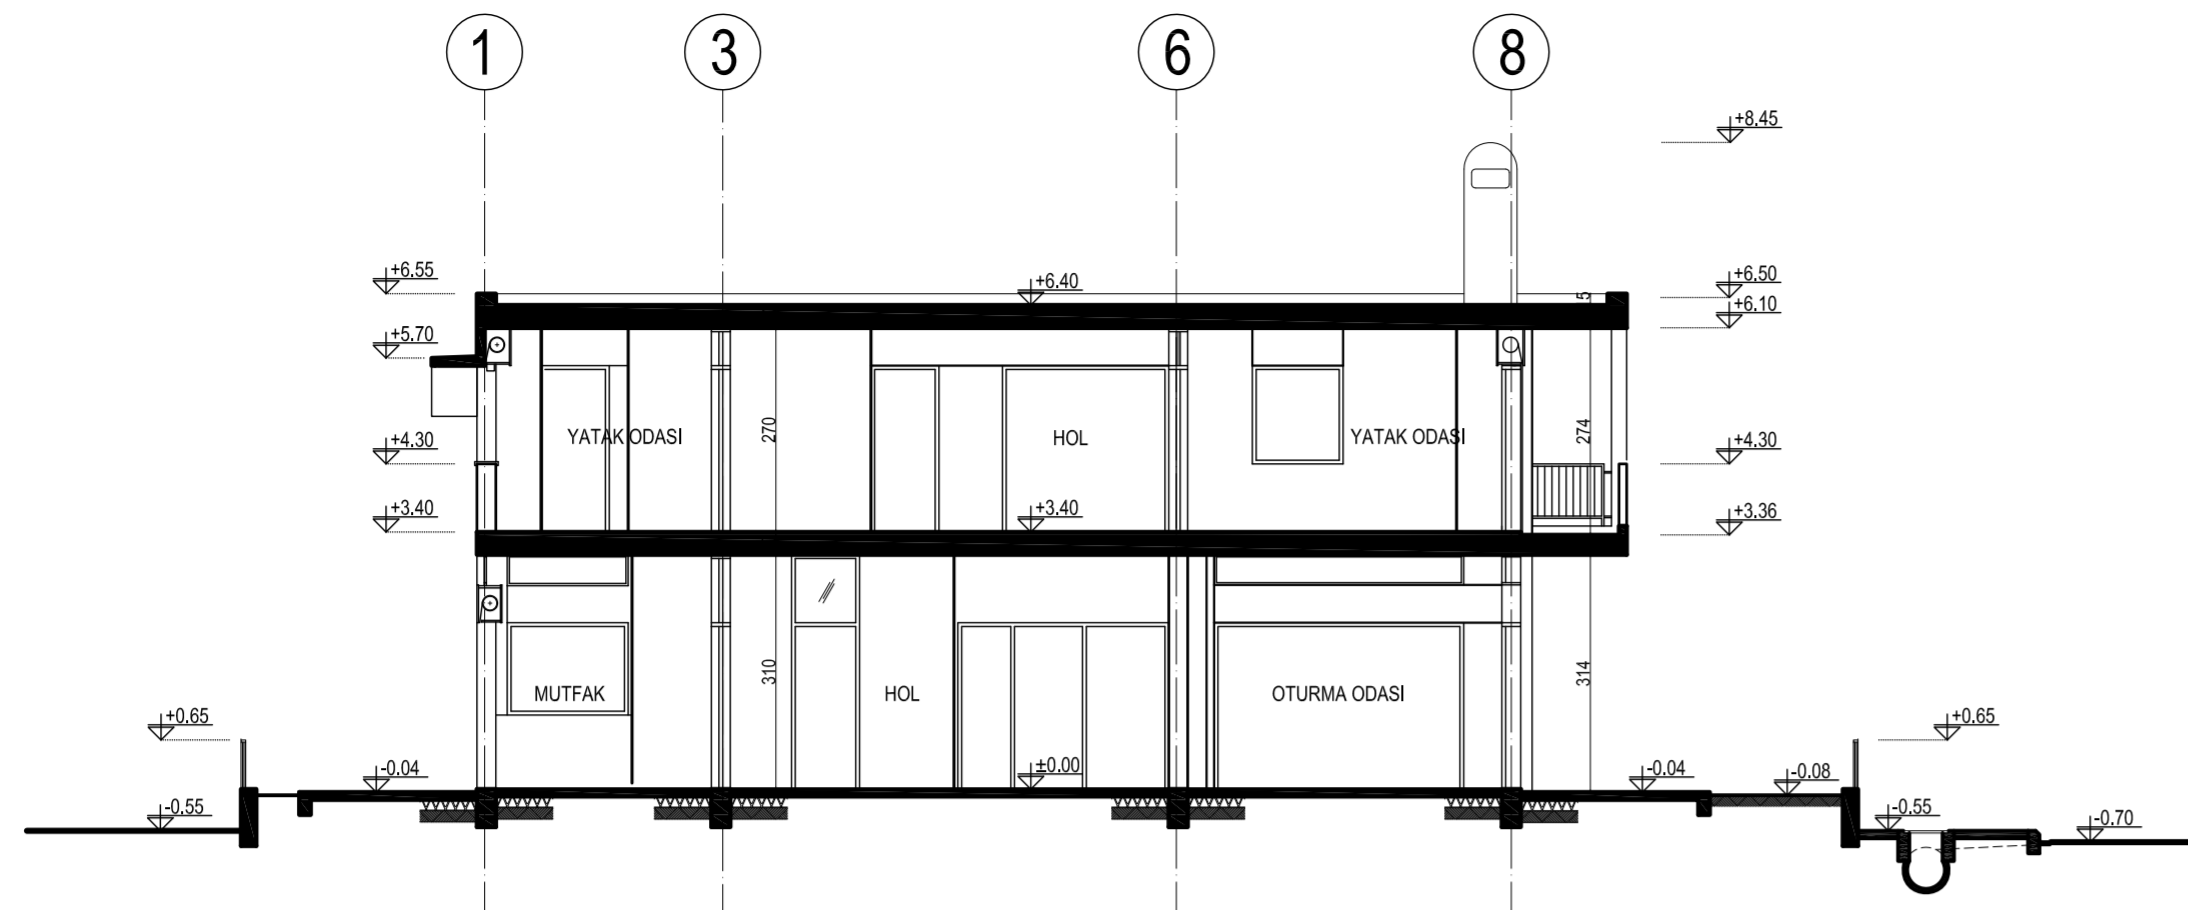 1 3 6 8
+8.45
+6.55 +6.40 5 +6.50
+6.10
+5.70
YATAK ODASI 270 HOL YATAK ODASI 274
+4.30 +4.30
+3.40 +3.40 +3.36
MUTFAK 310 HOL OTURMA ODASI 314
+0.65 +0.65
-0.04 ±0.00 -0.04 -0.08
-0.55 -0.55 -0.70